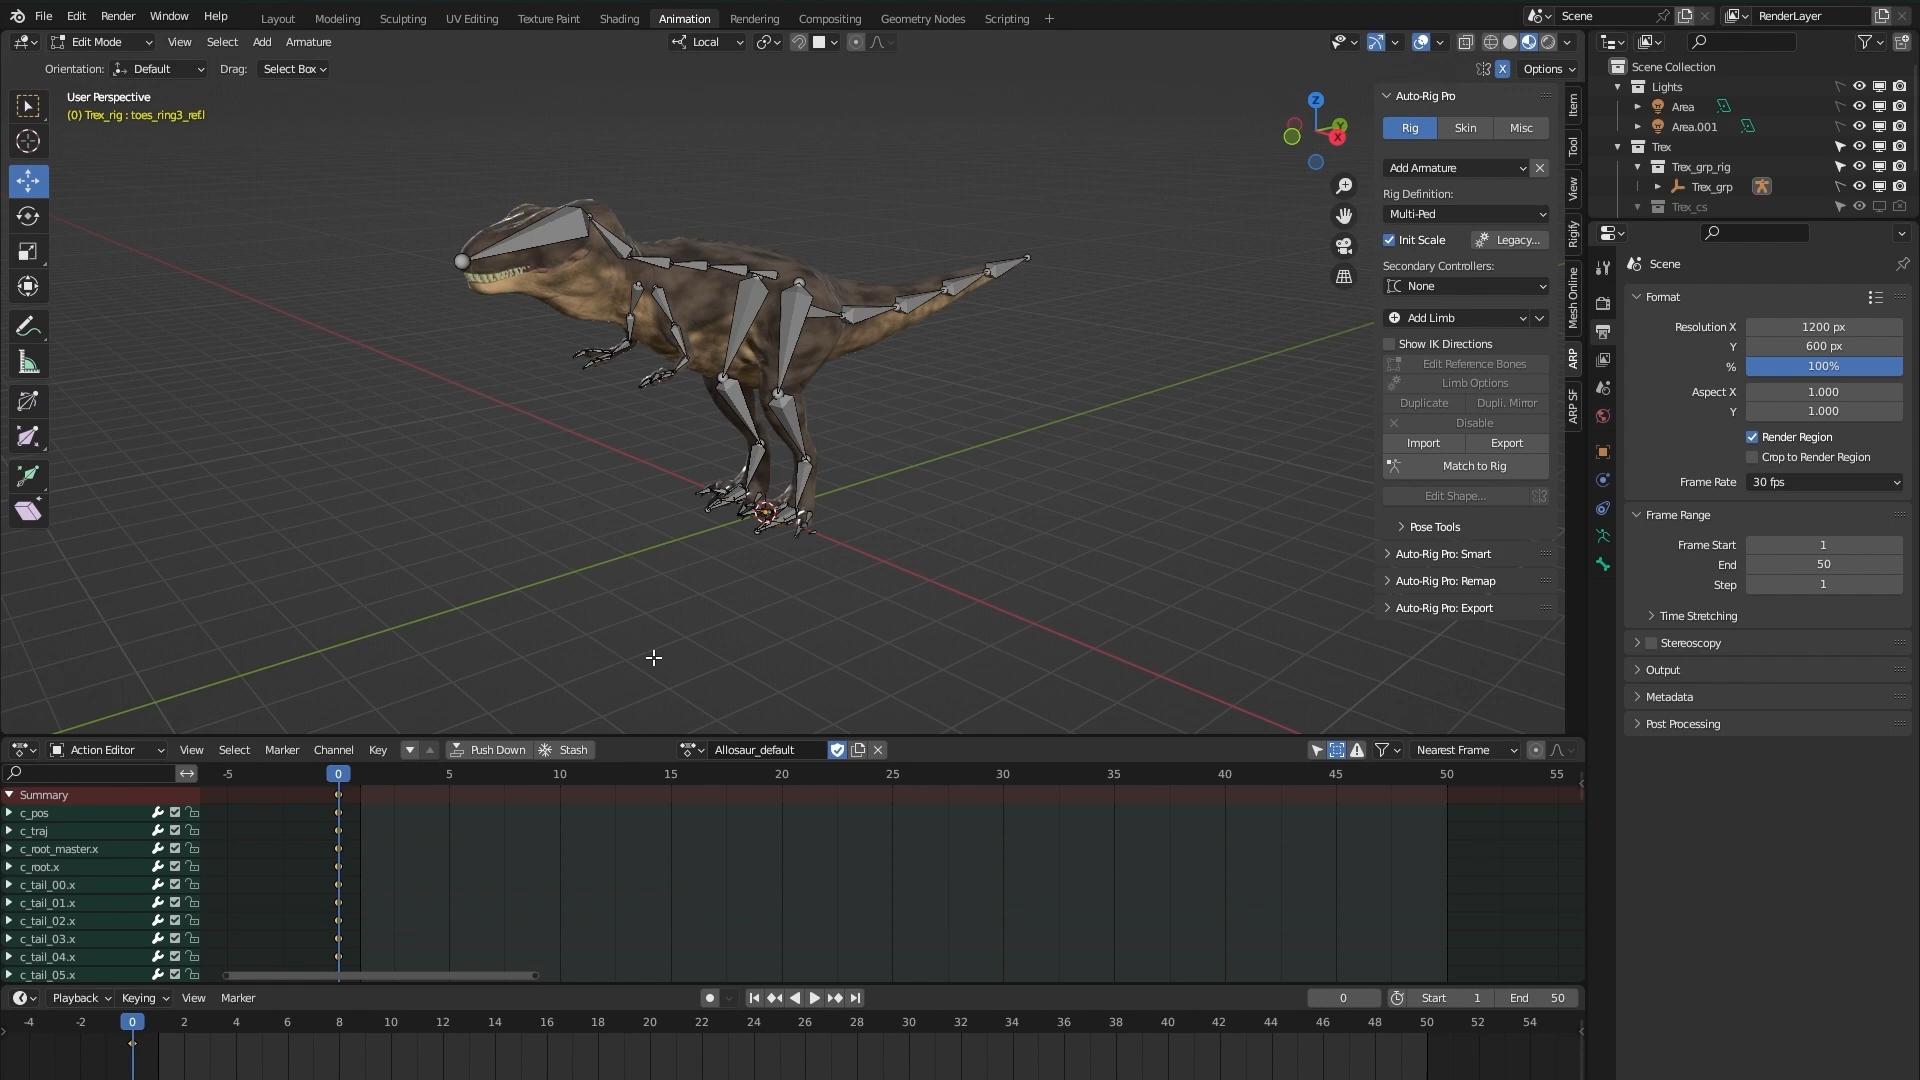 File Edit Render Window Help Layout Modeling Sculpting UV Editing Texture Paint Shading Animation Rendering Compositing Geometry Nodes Scripting + Scene RenderLayer
Edit Mode View Select Add Armature Local
Orientation: Default Drag: Select Box X Options
User Perspective
(0) Trex_rig : toes_ring3_ref.l
Z
Y
X
Auto-Rig Pro
Rig Skin Misc
Add Armature
Rig Definition:
Multi-Ped
Init Scale Legacy...
Secondary Controllers:
None
Add Limb
Show IK Directions
Edit Reference Bones
Limb Options
Duplicate Dupli. Mirror
Disable
Import Export
Match to Rig
Edit Shape...
Pose Tools
Auto-Rig Pro: Smart
Auto-Rig Pro: Remap
Auto-Rig Pro: Export
Item
Tool
View
Rigify
Mesh Online
ARP
ARP SF
Scene Collection
Lights
Area
Area.001
Trex
Trex_grp_rig
Trex_grp
Trex_cs
Scene
Format
Resolution X 1200 px
Y 600 px
% 100%
Aspect X 1.000
Y 1.000
Render Region
Crop to Render Region
Frame Rate 30 fps
Frame Range
Frame Start 1
End 50
Step 1
Time Stretching
Stereoscopy
Output
Metadata
Post Processing
Action Editor View Select Marker Channel Key Push Down Stash Allosaur_default Nearest Frame
-5 0 5 10 15 20 25 30 35 40 45 50 55
Summary
c_pos
c_traj
c_root_master.x
c_root.x
c_tail_00.x
c_tail_01.x
c_tail_02.x
c_tail_03.x
c_tail_04.x
c_tail_05.x
Playback Keying View Marker 0 Start 1 End 50
-4 -2 0 2 4 6 8 10 12 14 16 18 20 22 24 26 28 30 32 34 36 38 40 42 44 46 48 50 52 54